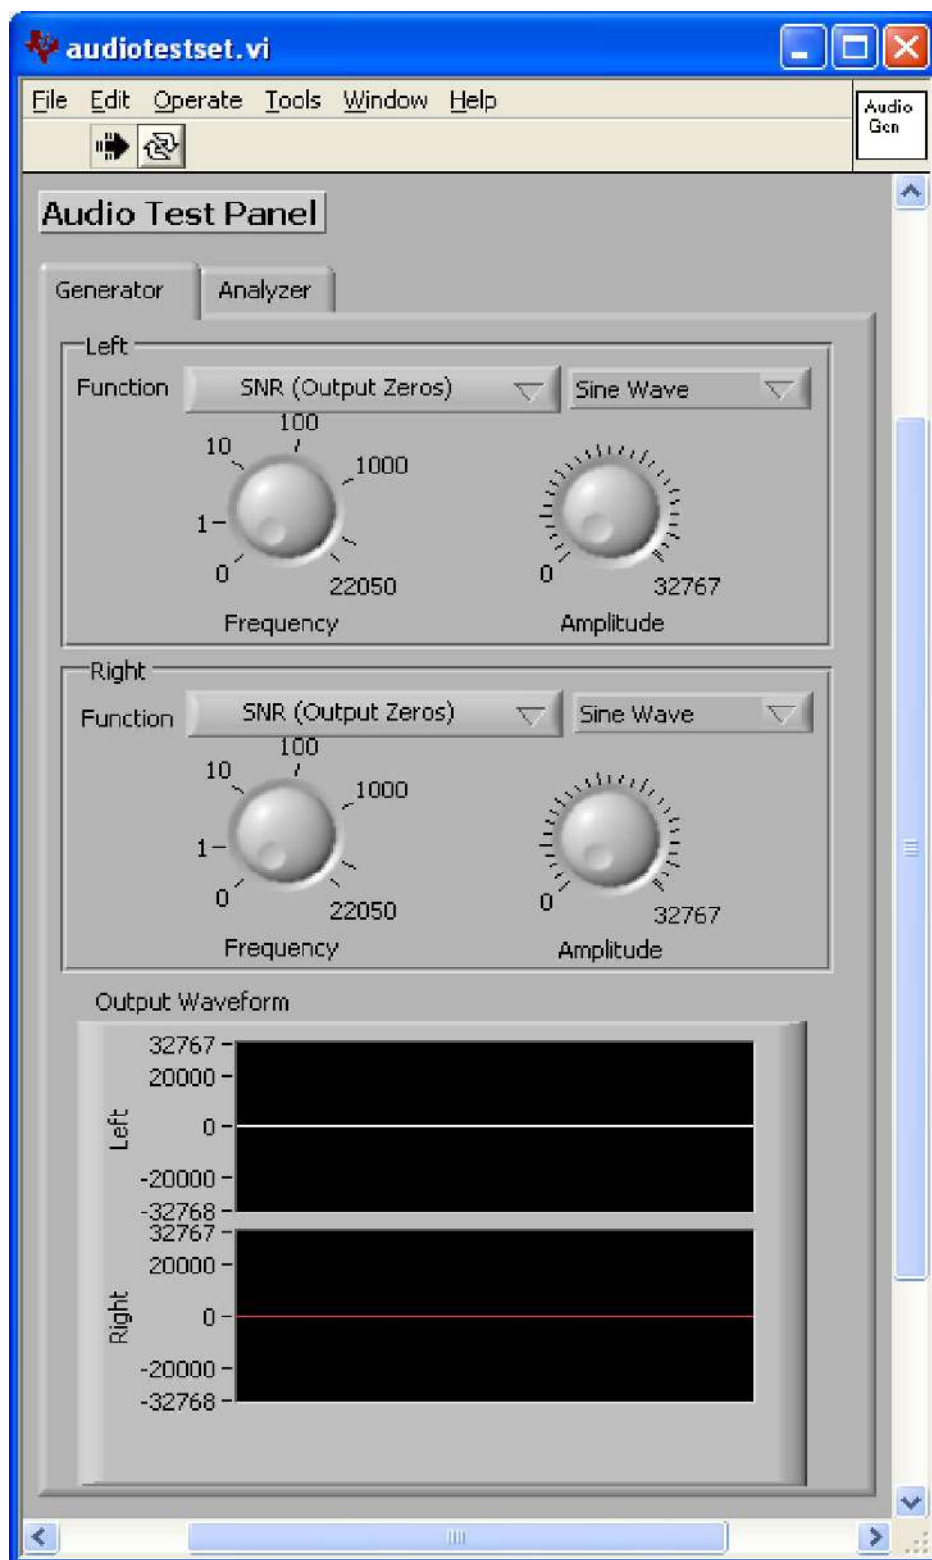 audiotestset.vi
File Edit Operate Tools Window Help
Audio
Gen
Audio Test Panel
Generator Analyzer
Left
Function SNR (Output Zeros) Sine Wave
100
10 1000
1
0 22050 0 32767
Frequency Amplitude
Right
Function SNR (Output Zeros) Sine Wave
100
10 1000
1
0 22050 0 32767
Frequency Amplitude
Output Waveform
32767
20000
Left 0
-20000
-32768
32767
20000
Right 0
-20000
-32768